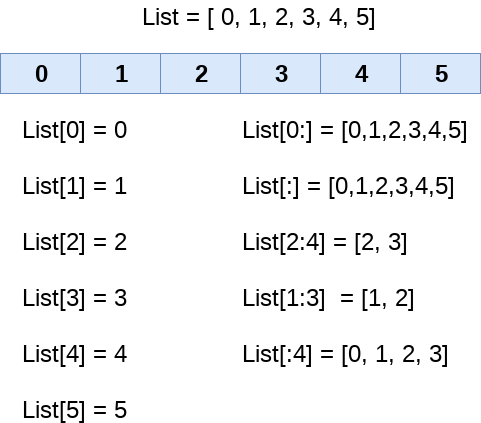 List = [ 0, 1, 2, 3, 4, 5]
0 1 2 3 4 5
List[0] = 0 List[0:] = [0,1,2,3,4,5]
List[1] = 1 List[:] = [0,1,2,3,4,5]
List[2] = 2 List[2:4] = [2, 3]
List[3] = 3 List[1:3]  = [1, 2]
List[4] = 4 List[:4] = [0, 1, 2, 3]
List[5] = 5